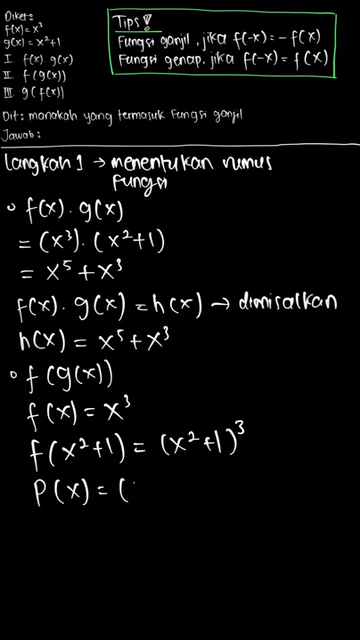 Diket:
f(x) = x³
g(x) = x²+1
I f(x) g(x)
II f(g(x))
III g(f(x))
Dit: manakah yang termasuk fungsi ganjil
Jawab:
Tips!
Fungsi ganjil, jika f(-x) = -f(x)
Fungsi genap, jika f(-x) = f(x)
Langkah 1 → menentukan rumus
fungsi
○ f(x) . g(x)
= (x³) . (x²+1)
= x⁵ + x³
f(x) . g(x) = h(x) → dimisalkan
h(x) = x⁵ + x³
○ f(g(x))
f(x) = x³
f(x²+1) = (x²+1)³
P(x) = (